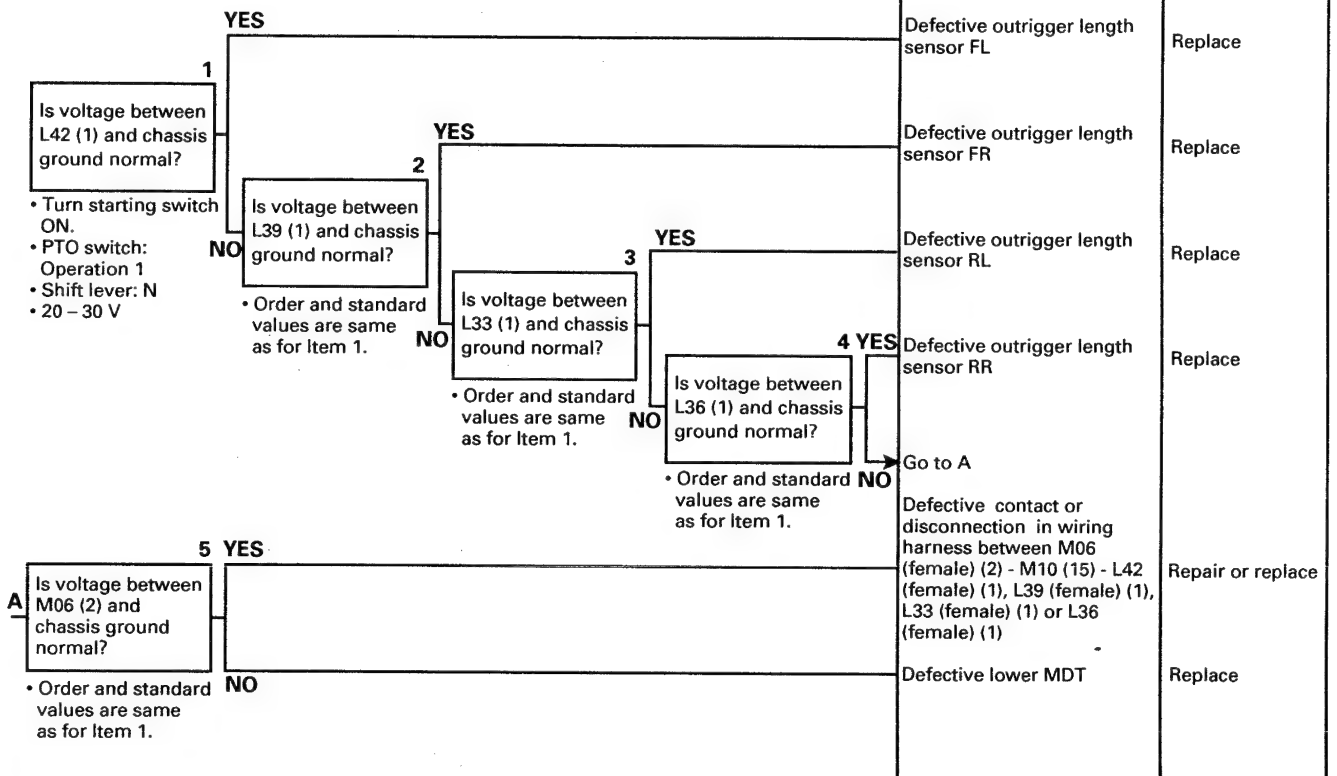 YES
Defective outrigger length
sensor FL
Replace
1
Is voltage between
L42 (1) and chassis
ground normal?
• Turn starting switch
ON.
• PTO switch:
Operation 1
• Shift lever: N
• 20 – 30 V
NO
YES
Defective outrigger length
sensor FR
Replace
2
Is voltage between
L39 (1) and chassis
ground normal?
• Order and standard
values are same
as for Item 1.
NO
YES
Defective outrigger length
sensor RL
Replace
3
Is voltage between
L33 (1) and chassis
ground normal?
• Order and standard
values are same
as for Item 1.
NO
4 YES
Defective outrigger length
sensor RR
Replace
Is voltage between
L36 (1) and chassis
ground normal?
• Order and standard
values are same
as for Item 1.
NO
Go to A
5 YES
A
Is voltage between
M06 (2) and
chassis ground
normal?
• Order and standard
values are same
as for Item 1.
Defective contact or
disconnection in wiring
harness between M06
(female) (2) - M10 (15) - L42
(female) (1), L39 (female) (1),
L33 (female) (1) or L36
(female) (1)
Repair or replace
NO
Defective lower MDT
Replace